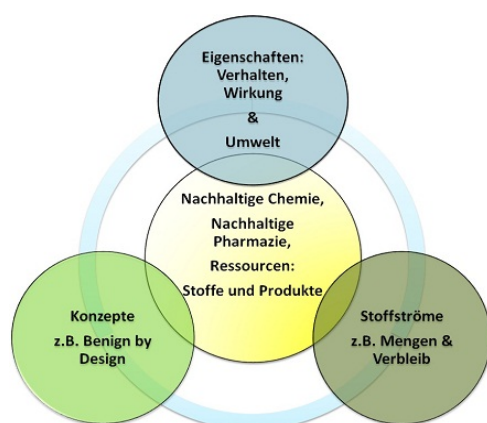 Eigenschaften:
Verhalten,
Wirkung
&
Umwelt
Nachhaltige Chemie,
Nachhaltige
Pharmazie,
Ressourcen:
Stoffe und Produkte
Konzepte
z.B. Benign by
Design
Stoffströme
z.B. Mengen &
Verbleib